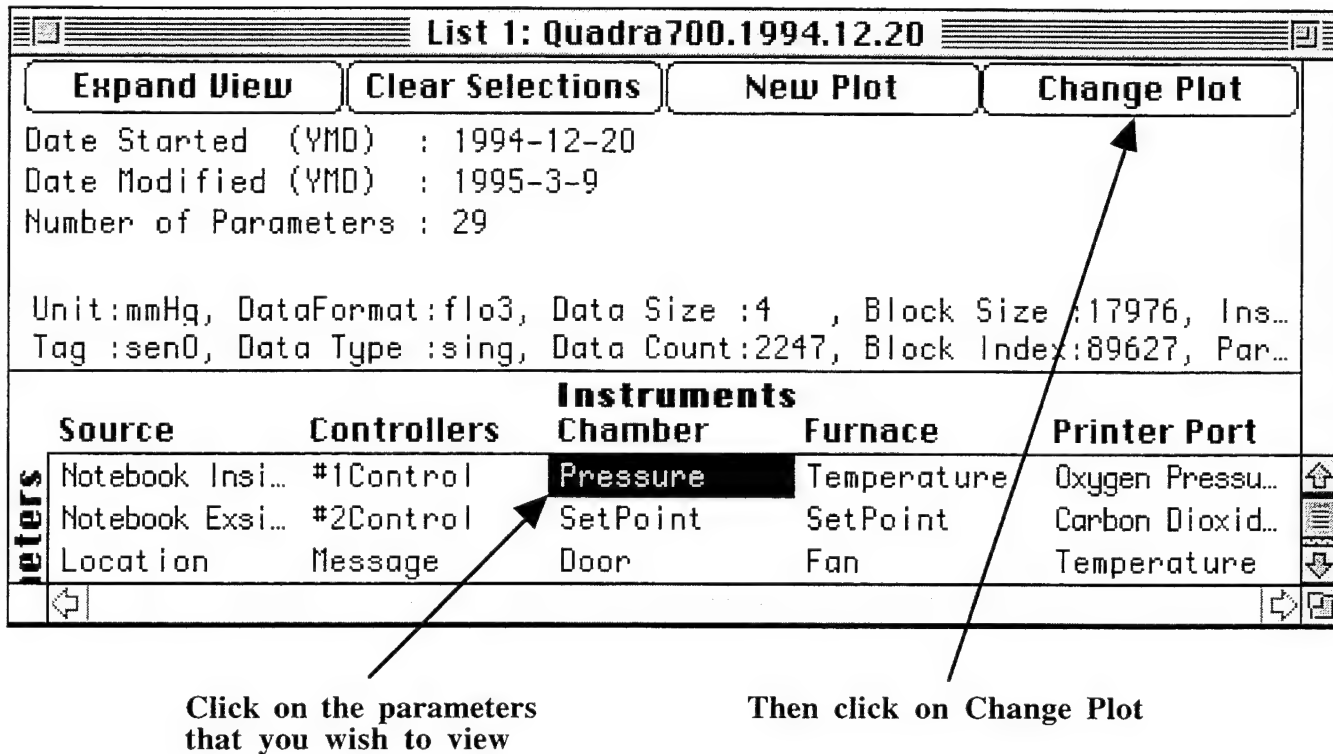 List 1: Quadra700.1994.12.20
Expand View Clear Selections New Plot Change Plot
Date Started (YMD) : 1994-12-20
Date Modified (YMD) : 1995-3-9
Number of Parameters : 29
Unit:mmHg, DataFormat:flo3, Data Size :4 , Block Size :17976, Ins…
Tag :sen0, Data Type :sing, Data Count:2247, Block Index:89627, Par…
Instruments
Source Controllers Chamber Furnace Printer Port
Notebook Insi… #1Control Pressure Temperature Oxygen Pressu…
Notebook Exsi… #2Control SetPoint SetPoint Carbon Dioxid…
Location Message Door Fan Temperature
meters
Click on the parameters
that you wish to view
Then click on Change Plot